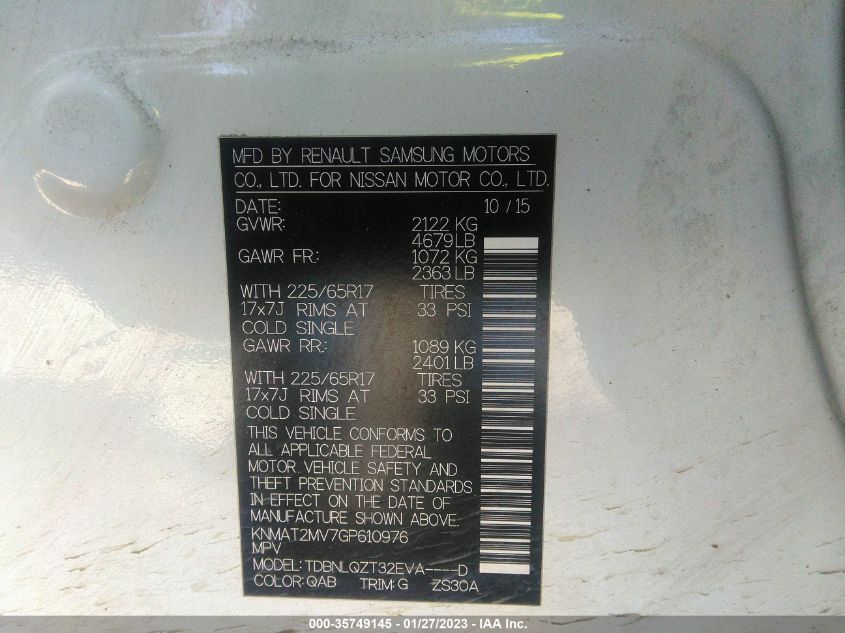 MFD BY RENAULT SAMSUNG MOTORS
CO., LTD. FOR NISSAN MOTOR CO., LTD.
DATE: 10 / 15
GVWR: 2122 KG
4679 LB
GAWR FR.: 1072 KG
2363 LB
WITH 225/65R17 TIRES
17x7J RIMS AT 33 PSI
COLD SINGLE
GAWR RR.: 1089 KG
2401 LB
WITH 225/65R17 TIRES
17x7J RIMS AT 33 PSI
COLD SINGLE
THIS VEHICLE CONFORMS TO
ALL APPLICABLE FEDERAL
MOTOR VEHICLE SAFETY AND
THEFT PREVENTION STANDARDS
IN EFFECT ON THE DATE OF
MANUFACTURE SHOWN ABOVE.
KNMAT2MV7GP610976
MPV
MODEL: TDBNLQZT32EVA----D
COLOR: QAB TRIM: G ZS30A
000-35749145 - 01/27/2023 - IAA Inc.